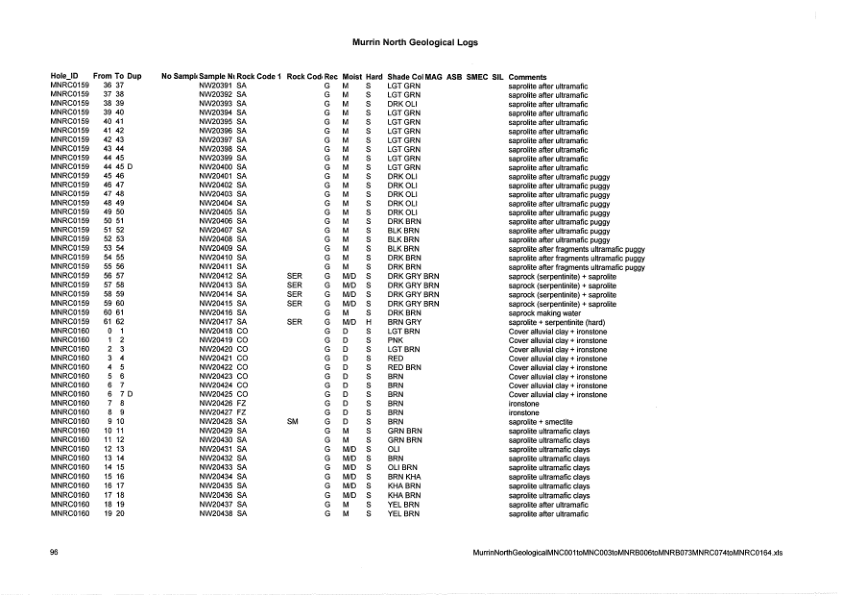 Murrin North Geological Logs
Hole_ID From To Dup No Sampl Sample N Rock Code 1 Rock Cod Rec Moist Hard Shade Col MAG ASB SMEC SIL Comments
MNRC0159 36 37 NW20391 SA G M S LGT GRN saprolite after ultramafic
MNRC0159 37 38 NW20392 SA G M S LGT GRN saprolite after ultramafic
MNRC0159 38 39 NW20393 SA G M S DRK OLI saprolite after ultramafic
MNRC0159 39 40 NW20394 SA G M S LGT GRN saprolite after ultramafic
MNRC0159 40 41 NW20395 SA G M S LGT GRN saprolite after ultramafic
MNRC0159 41 42 NW20396 SA G M S LGT GRN saprolite after ultramafic
MNRC0159 42 43 NW20397 SA G M S LGT GRN saprolite after ultramafic
MNRC0159 43 44 NW20398 SA G M S LGT GRN saprolite after ultramafic
MNRC0159 44 45 NW20399 SA G M S LGT GRN saprolite after ultramafic
MNRC0159 44 45 D NW20400 SA G M S LGT GRN saprolite after ultramafic
MNRC0159 45 46 NW20401 SA G M S DRK OLI saprolite after ultramafic puggy
MNRC0159 46 47 NW20402 SA G M S DRK OLI saprolite after ultramafic puggy
MNRC0159 47 48 NW20403 SA G M S DRK OLI saprolite after ultramafic puggy
MNRC0159 48 49 NW20404 SA G M S DRK OLI saprolite after ultramafic puggy
MNRC0159 49 50 NW20405 SA G M S DRK OLI saprolite after ultramafic puggy
MNRC0159 50 51 NW20406 SA G M S DRK BRN saprolite after ultramafic puggy
MNRC0159 51 52 NW20407 SA G M S BLK BRN saprolite after ultramafic puggy
MNRC0159 52 53 NW20408 SA G M S BLK BRN saprolite after ultramafic puggy
MNRC0159 53 54 NW20409 SA G M S BLK BRN saprolite after fragments ultramafic puggy
MNRC0159 54 55 NW20410 SA G M S DRK BRN saprolite after fragments ultramafic puggy
MNRC0159 55 56 NW20411 SA G M S DRK BRN saprolite after fragments ultramafic puggy
MNRC0159 56 57 NW20412 SA SER G M/D S DRK GRY BRN saprock (serpentinite) + saprolite
MNRC0159 57 58 NW20413 SA SER G M/D S DRK GRY BRN saprock (serpentinite) + saprolite
MNRC0159 58 59 NW20414 SA SER G M/D S DRK GRY BRN saprock (serpentinite) + saprolite
MNRC0159 59 60 NW20415 SA SER G M/D S DRK GRY BRN saprock (serpentinite) + saprolite
MNRC0159 60 61 NW20416 SA G M S DRK BRN saprock making water
MNRC0159 61 62 NW20417 SA SER G M/D H BRN GRY saprolite + serpentinite (hard)
MNRC0160 0 1 NW20418 CO G D S LGT BRN Cover alluvial clay + ironstone
MNRC0160 1 2 NW20419 CO G D S PNK Cover alluvial clay + ironstone
MNRC0160 2 3 NW20420 CO G D S LGT BRN Cover alluvial clay + ironstone
MNRC0160 3 4 NW20421 CO G D S RED Cover alluvial clay + ironstone
MNRC0160 4 5 NW20422 CO G D S RED BRN Cover alluvial clay + ironstone
MNRC0160 5 6 NW20423 CO G D S BRN Cover alluvial clay + ironstone
MNRC0160 6 7 NW20424 CO G D S BRN Cover alluvial clay + ironstone
MNRC0160 6 7 D NW20425 CO G D S BRN Cover alluvial clay + ironstone
MNRC0160 7 8 NW20426 FZ G D S BRN ironstone
MNRC0160 8 9 NW20427 FZ G D S BRN ironstone
MNRC0160 9 10 NW20428 SA SM G D S BRN saprolite + smectite
MNRC0160 10 11 NW20429 SA G M S GRN BRN saprolite ultramafic clays
MNRC0160 11 12 NW20430 SA G M S GRN BRN saprolite ultramafic clays
MNRC0160 12 13 NW20431 SA G M/D S OLI saprolite ultramafic clays
MNRC0160 13 14 NW20432 SA G M/D S BRN saprolite ultramafic clays
MNRC0160 14 15 NW20433 SA G M/D S OLI BRN saprolite ultramafic clays
MNRC0160 15 16 NW20434 SA G M/D S BRN KHA saprolite ultramafic clays
MNRC0160 16 17 NW20435 SA G M/D S KHA BRN saprolite ultramafic clays
MNRC0160 17 18 NW20436 SA G M/D S KHA BRN saprolite ultramafic clays
MNRC0160 18 19 NW20437 SA G M S YEL BRN saprolite after ultramafic
MNRC0160 19 20 NW20438 SA G M S YEL BRN saprolite after ultramafic
96 MurrinNorthGeologicalMNC001toMNC003toMNRB006toMNRB073MNRC074toMNRC0164.xls